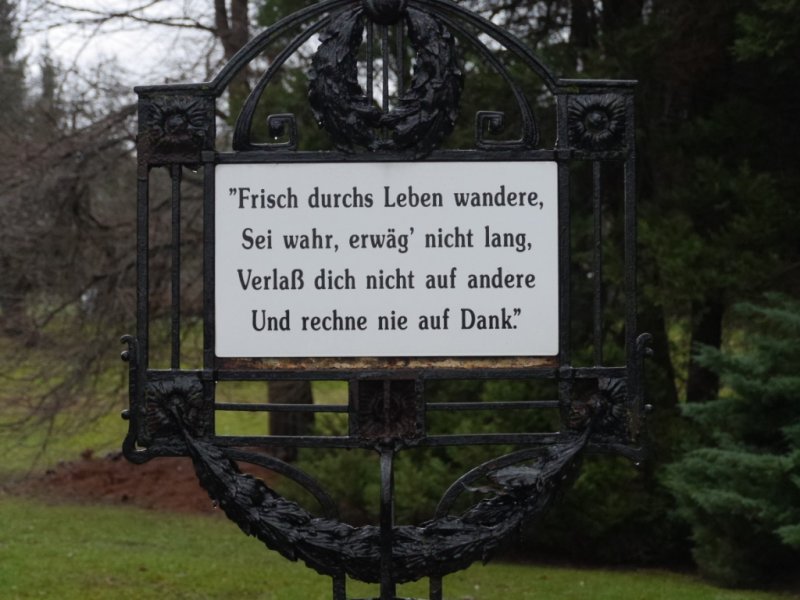 ”Frisch durchs Leben wandere,
Sei wahr, erwäg’ nicht lang,
Verlaß dich nicht auf andere
Und rechne nie auf Dank.”